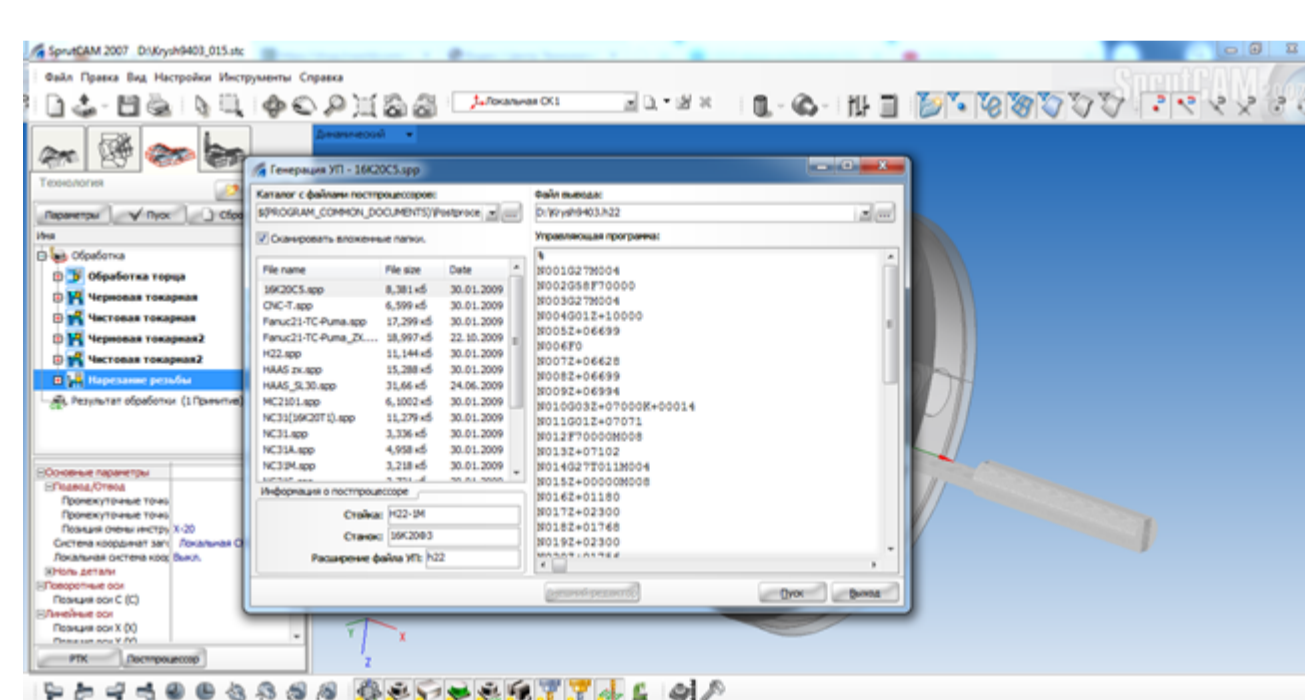 SprutCAM 2007 D:\Krysh9403_015.stc
Файл Правка Вид Настройки Инструменты Справка
Локальная СК1
SprutCAM 2007
Динамический
Технология
Параметры Пуск Сбро
Имя
Обработка
Обработка торца
Черновая токарная
Чистовая токарная
Черновая токарная2
Чистовая токарная2
Нарезание резьбы
Результат обработки (1Примитив)
Основные параметры
Подвод/Отвод
Промежуточные точки
Промежуточные точки
Позиция смены инстру X-20
Система координат заг Локальная С
Локальная система коор Выкл.
Ноль детали
Поворотные оси
Позиция оси C (C)
Линейные оси
Позиция оси X (X)
РТК Постпроцессор
Генерация УП - 16K20C5.spp
Каталог с файлами постпроцессоров:
$(PROGRAM_COMMON_DOCUMENTS)\Postproce ...
Сканировать вложенные папки.
File name File size Date
16K20C5.spp 8,381 кб 30.01.2009
CNC-T.spp 6,599 кб 30.01.2009
Fanuc21-TC-Puma.spp 17,299 кб 30.01.2009
Fanuc21-TC-Puma_ZX.... 18,997 кб 22.10.2009
H22.spp 11,144 кб 30.01.2009
HAAS zx.spp 15,288 кб 30.01.2009
HAAS_SL30.spp 31,66 кб 24.06.2009
MC2101.spp 6,1002 кб 30.01.2009
NC31(16K20T1).spp 11,279 кб 30.01.2009
NC31.spp 3,336 кб 30.01.2009
NC31A.spp 4,958 кб 30.01.2009
NC31M.spp 3,218 кб 30.01.2009
Информация о постпроцессоре
Стойка: H22-1M
Станок: 16K20Ф3
Расширение файла УП: h22
Файл вывода:
D:\Krysh9403.h22 ...
Управляющая программа:
%
N001G27M004
N002G58F70000
N003G27M004
N004G01Z+10000
N005Z+06699
N006F0
N007Z+06628
N008Z+06699
N009Z+06994
N010G03Z+07000K+00014
N011G01Z+07071
N012F70000M008
N013Z+07102
N014G27T011M004
N015Z+00000M008
N016Z+01180
N017Z+02300
N018Z+01768
N019Z+02300
Внешний редактор Пуск Выход
Y X
Z